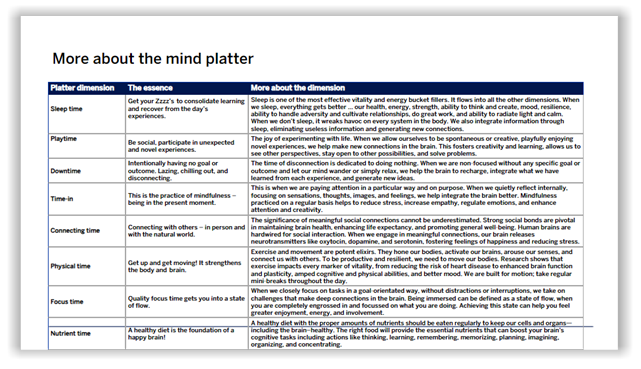 More about the mind platter
Platter dimension The essence More about the dimension
Sleep time
Get your Zzzz's to consolidate learning
and recover from the day's
experiences.
Sleep is one of the most effective vitality and energy bucket fillers. It flows into all the other dimensions. When
we sleep, everything gets better ... our health, energy, strength, ability to think and create, mood, resilience,
ability to handle adversity and cultivate relationships, do great work, and ability to radiate light and calm.
When we don't sleep, it wreaks havoc on every system in the body. We also integrate information through
sleep, eliminating useless information and generating new connections.
Playtime
Be social, participate in unexpected
and novel experiences.
The joy of experimenting with life. When we allow ourselves to be spontaneous or creative, playfully enjoying
novel experiences, we help make new connections in the brain. This fosters creativity and learning, allows us to
see other perspectives, stay open to other possibilities, and solve problems.
Downtime
Intentionally having no goal or
outcome. Lazing, chilling out, and
disconnecting.
The time of disconnection is dedicated to doing nothing. When we are non focused without any specific goal or
outcome and let our mind wander or simply relax, we help the brain to recharge, integrate what we have
learned from each experience, and generate new ideas.
Time-in
This is the practice of mindfulness –
being in the present moment.
This is when we are paying attention in a particular way and on purpose. When we quietly reflect internally,
focusing on sensations, thoughts, images, and feelings, we help integrate the brain better. Mindfulness
practiced on a regular basis helps to reduce stress, increase empathy, regulate emotions, and enhance
attention and creativity.
Connecting time
Connecting with others – in person and
with the natural world.
The significance of meaningful social connections cannot be underestimated. Strong social bonds are pivotal
in maintaining brain health, enhancing life expectancy, and promoting general well-being. Human brains are
hardwired for social interaction. When we engage in meaningful connections, our brain releases
neurotransmitters like oxytocin, dopamine, and serotonin, fostering feelings of happiness and reducing stress.
Physical time
Get up and get moving! It strengthens
the body and brain.
Exercise and movement are potent elixirs. They hone our bodies, activate our brains, arouse our senses, and
connect us with others. To be productive and resilient, we need to move our bodies. Research shows that
exercise impacts every marker of vitality, from reducing the risk of heart disease to enhanced brain function
and plasticity, amped cognitive and physical abilities, and better mood. We are built for motion; take regular
mini-breaks throughout the day.
Focus time
Quality focus time gets you into a state
of flow.
When we closely focus on tasks in a goal-orientated way, without distractions or interruptions, we take on
challenges that make deep connections in the brain. Being immersed can be defined as a state of flow, when
you are completely engrossed in and focussed on what you are doing. Achieving this state can help you feel
greater enjoyment, energy, and involvement.
Nutrient time
A healthy diet is the foundation of a
happy brain!
A healthy diet with the proper amounts of nutrients should be eaten regularly to keep our cells and organs—
including the brain—healthy. The right food will provide the essential nutrients that can boost your brain's
cognitive tasks including actions like thinking, learning, remembering, memorizing, planning, imagining,
organizing, and concentrating.